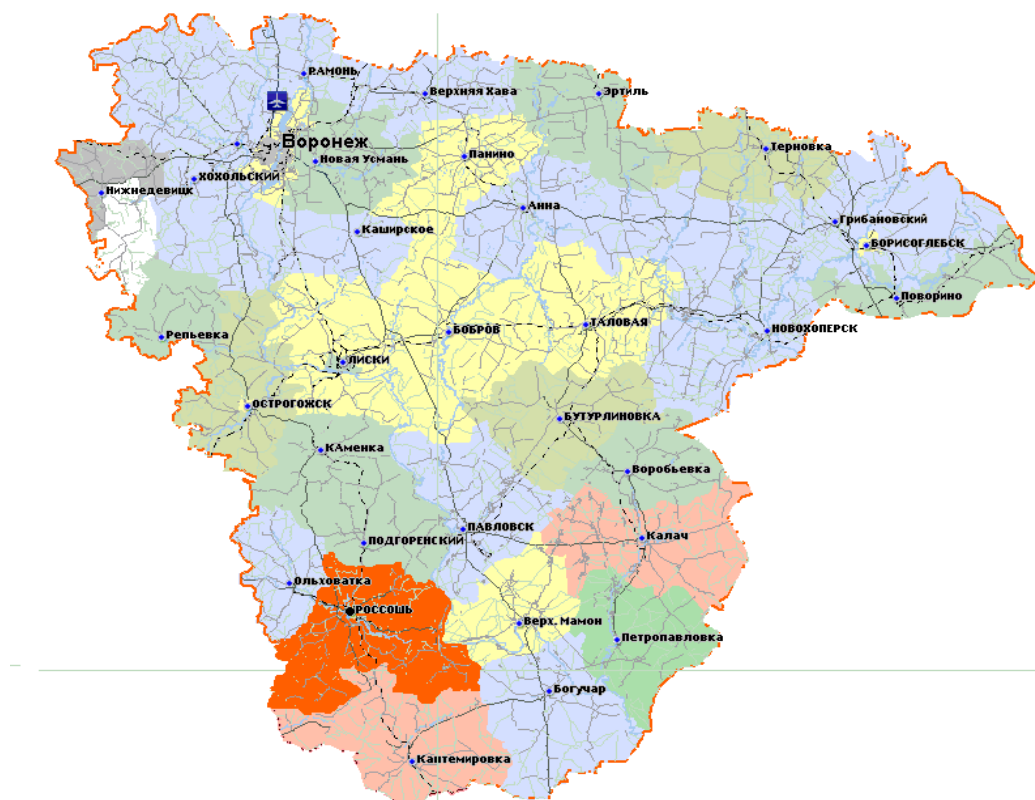 РАМОНЬ
Верхняя Хава
Эртиль
Воронеж
Терновка
Панино
Новая Усмань
ХОХОЛЬСКИЙ
Нижнедевицк
Анна
Грибановский
Каширское
БОРИСОГЛЕБСК
Поворино
ТАЛОВАЯ
БОБРОВ
НОВОХОПЕРСК
Репьевка
ЛИСКИ
ОСТРОГОЖСК
БУТУРЛИНОВКА
КАменка
Воробьевка
ПАВЛОВСК
Калач
ПОДГОРЕНСКИЙ
Ольховатка
РОССОШЬ
Верх. Мамон
Петропавловка
Богучар
Кантемировка